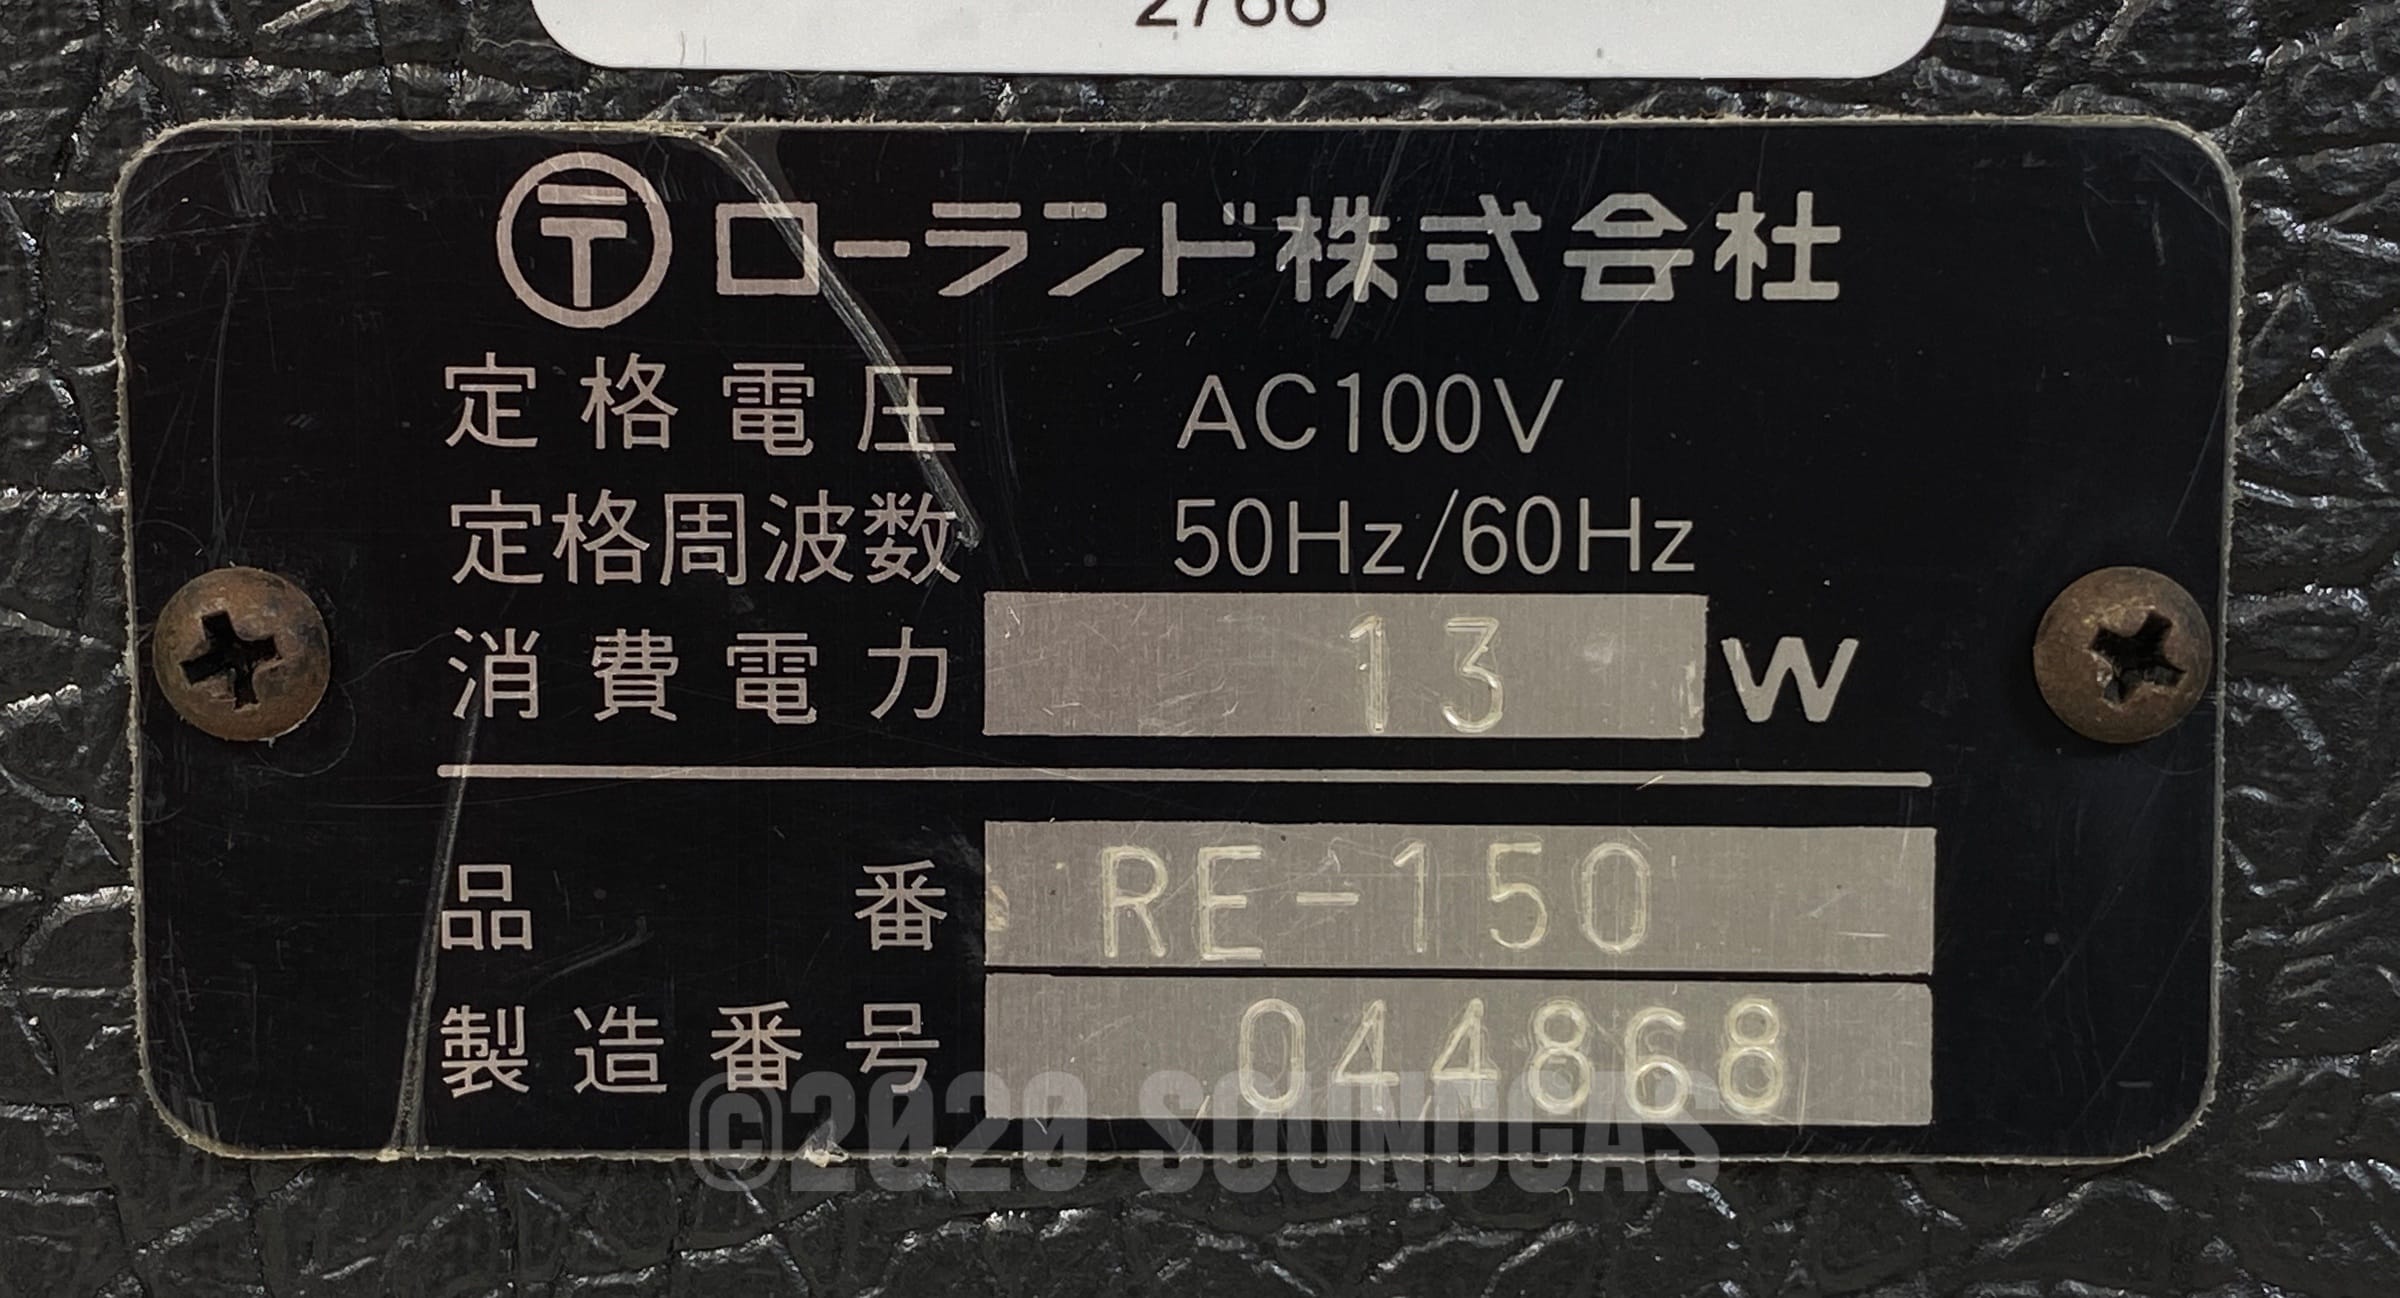 2766
〒ローランド株式会社
定格電圧 AC100V
定格周波数 50Hz/60Hz
消費電力 13 W
品番 RE-150
製造番号 044868
©2020 SOUNDGAS